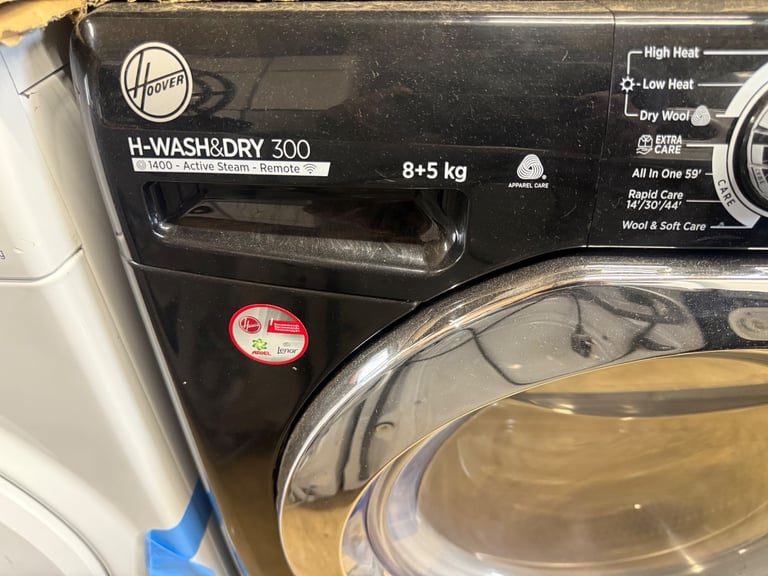 HOOVER
H-WASH&DRY 300
1400 - Active Steam - Remote
8+5 kg
APPAREL CARE
High Heat
Low Heat
Dry Wool
EXTRA
CARE
All In One 59'
Rapid Care
14'/30'/44'
Wool & Soft Care
CARE
ARIEL
Lenor